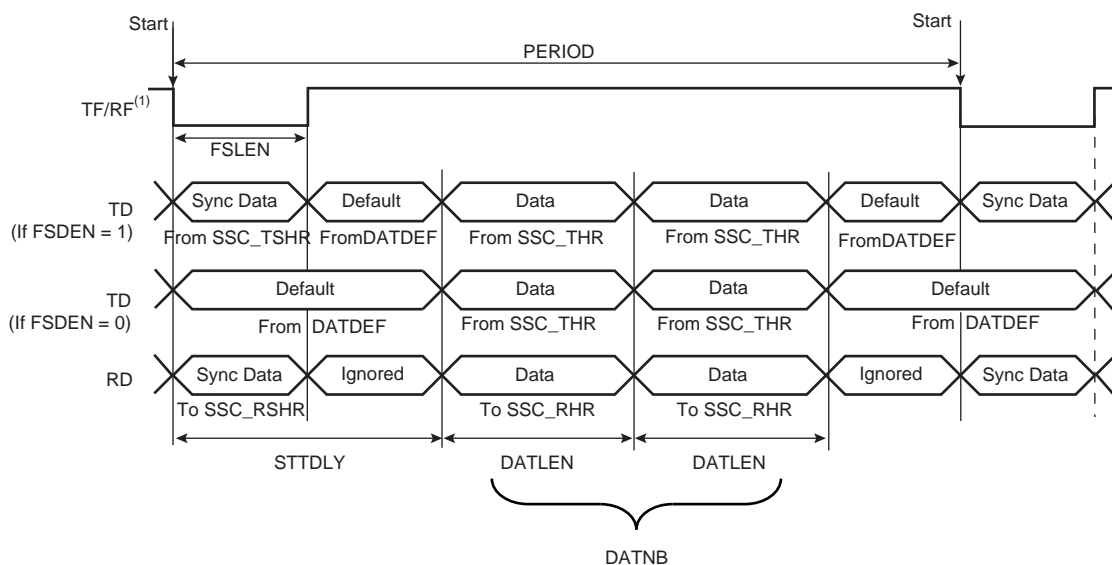 Start Start
PERIOD
TF/RF(1)
FSLEN
TD
(If FSDEN = 1)
Sync Data Default Data Data Default Sync Data
From SSC_TSHR FromDATDEF From SSC_THR From SSC_THR FromDATDEF
TD
(If FSDEN = 0)
Default Data Data Default
From DATDEF From SSC_THR From SSC_THR From DATDEF
RD
Sync Data Ignored Data Data Ignored Sync Data
To SSC_RSHR To SSC_RHR To SSC_RHR
STTDLY DATLEN DATLEN
DATNB